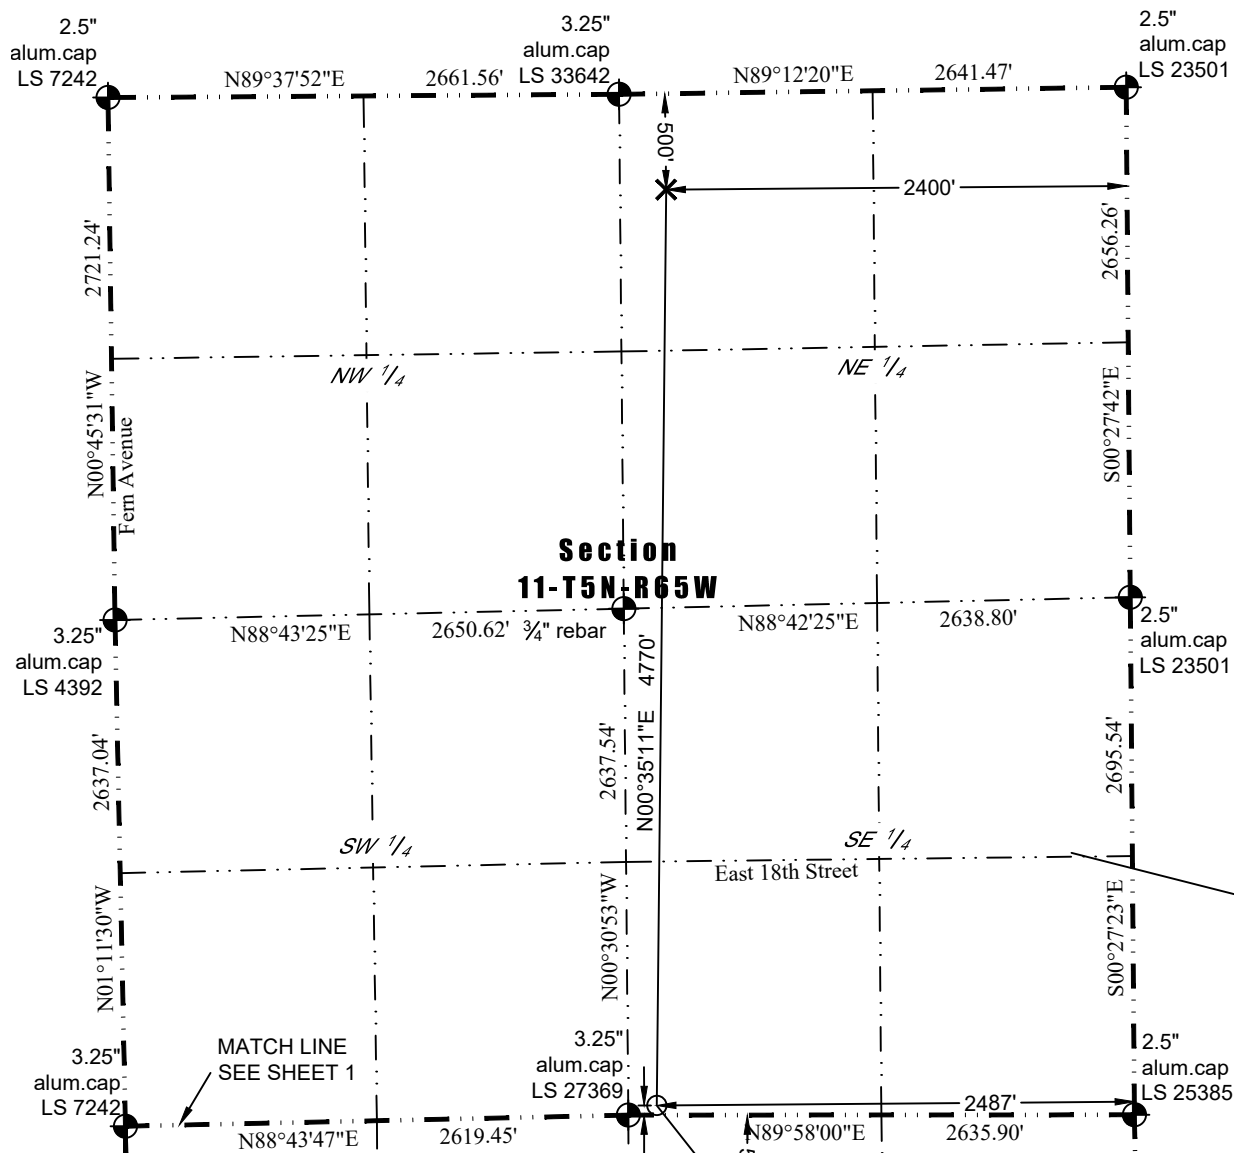 2.5"
alum.cap
LS 7242
3.25"
alum.cap
LS 33642
2.5"
alum.cap
LS 23501
N89°37'52"E
2661.56'
N89°12'20"E
2641.47'
500'
2400'
2721.24'
2656.26'
NW 1/4
NE 1/4
N00°45'31"W
Fern Avenue
S00°27'42"E
Section
11-T5N-R65W
N88°43'25"E
2650.62'
3/4" rebar
N88°42'25"E
2638.80'
3.25"
alum.cap
LS 4392
2.5"
alum.cap
LS 23501
2637.04'
2637.54'
N00°35'11"E 4770'
2695.54'
SW 1/4
SE 1/4
East 18th Street
N01°11'30"W
N00°30'53"W
S00°27'23"E
MATCH LINE
SEE SHEET 1
3.25"
alum.cap
LS 7242
3.25"
alum.cap
LS 27369
2.5"
alum.cap
LS 25385
2487'
N88°43'47"E
2619.45'
N89°58'00"E
2635.90'